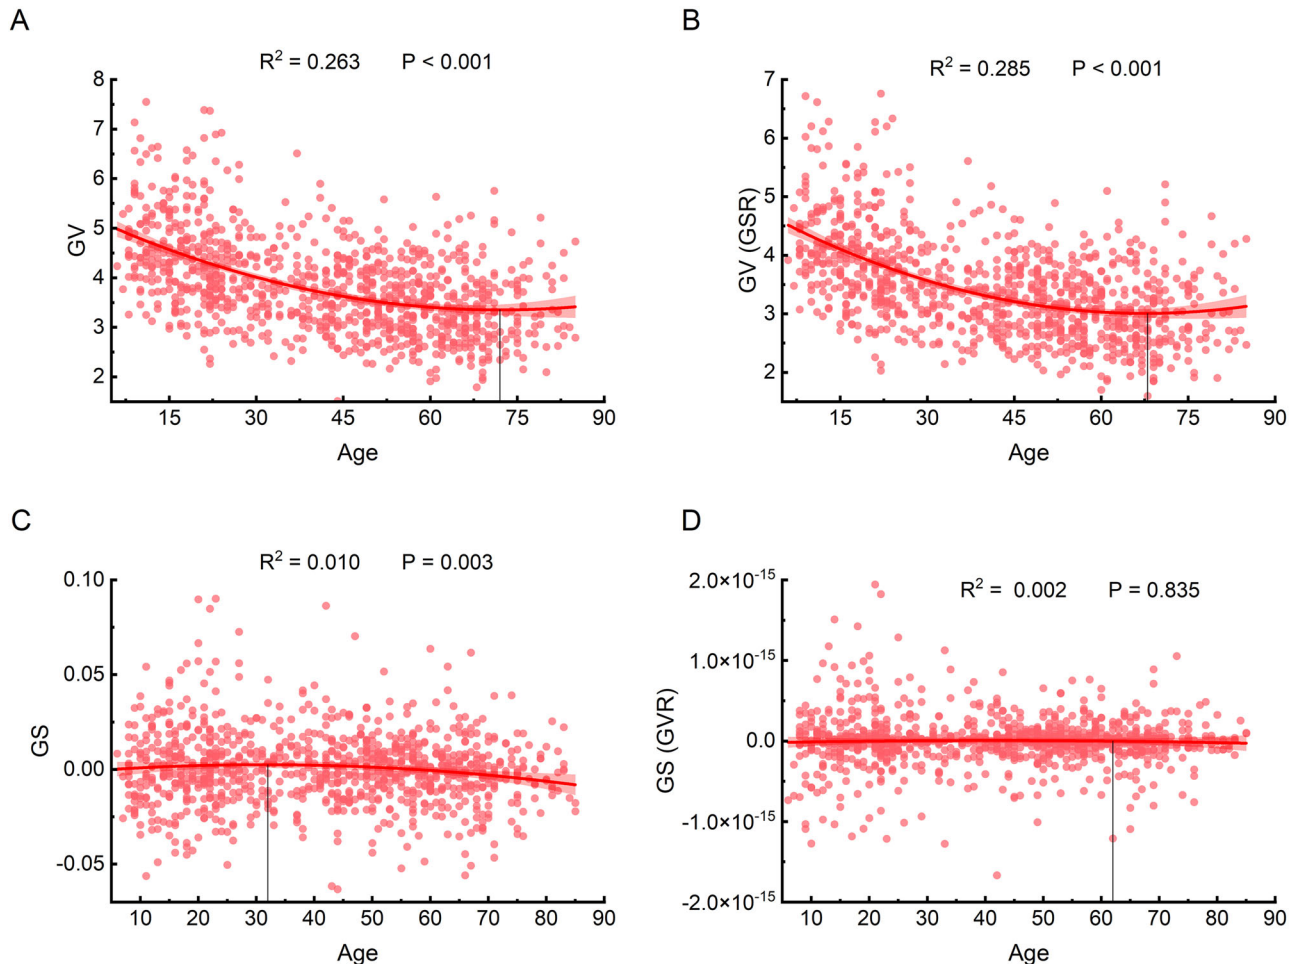 A
R² = 0.263 P < 0.001
8
7
6
5
4
3
2
GV
15 30 45 60 75 90
Age
B
R² = 0.285 P < 0.001
7
6
5
4
3
2
GV (GSR)
15 30 45 60 75 90
Age
C
R² = 0.010 P = 0.003
0.10
0.05
0.00
-0.05
GS
10 20 30 40 50 60 70 80 90
Age
D
R² = 0.002 P = 0.835
2.0×10⁻¹⁵
1.0×10⁻¹⁵
0.0
-1.0×10⁻¹⁵
-2.0×10⁻¹⁵
GS (GVR)
10 20 30 40 50 60 70 80 90
Age